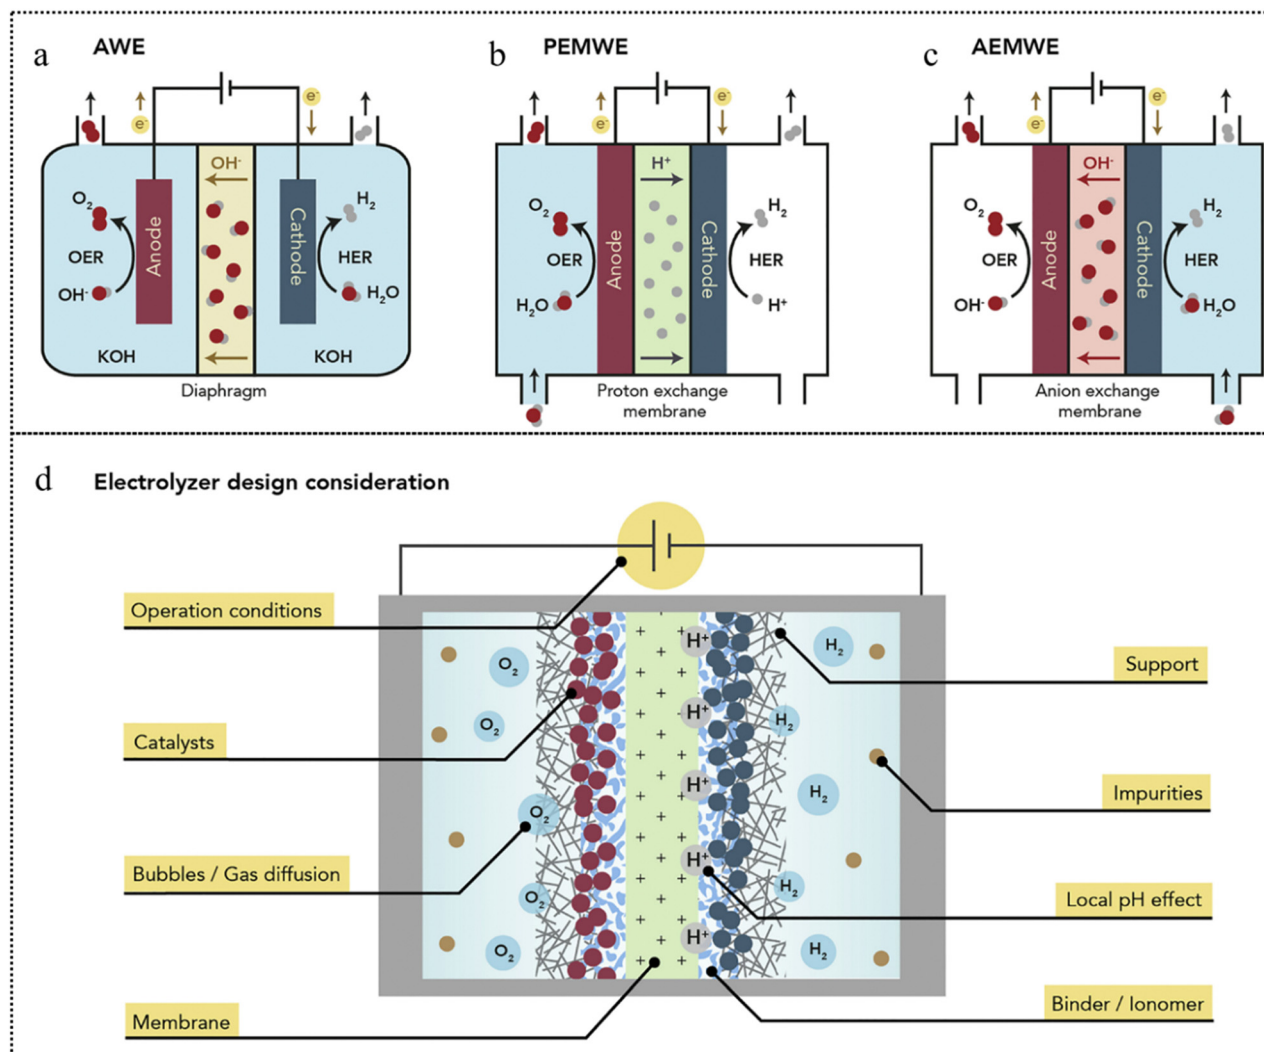 a
AWE
e⁻
e⁻
OH⁻
O₂
OER
OH⁻
Anode
Cathode
H₂
HER
H₂O
KOH
KOH
Diaphragm
b
PEMWE
e⁻
e⁻
H⁺
O₂
OER
H₂O
Anode
Cathode
H₂
HER
H⁺
Proton exchange
membrane
c
AEMWE
e⁻
e⁻
OH⁻
O₂
OER
OH⁻
Anode
Cathode
H₂
HER
H₂O
Anion exchange
membrane
d
Electrolyzer design consideration
Operation conditions
Catalysts
Bubbles / Gas diffusion
Membrane
O₂
O₂
O₂
O₂
O₂
+ + + + + + + + + + + + + + + + + + + + + + + + + + + + + +
H⁺
H⁺
H⁺
H⁺
H⁺
H₂
H₂
H₂
H₂
H₂
Support
Impurities
Local pH effect
Binder / Ionomer